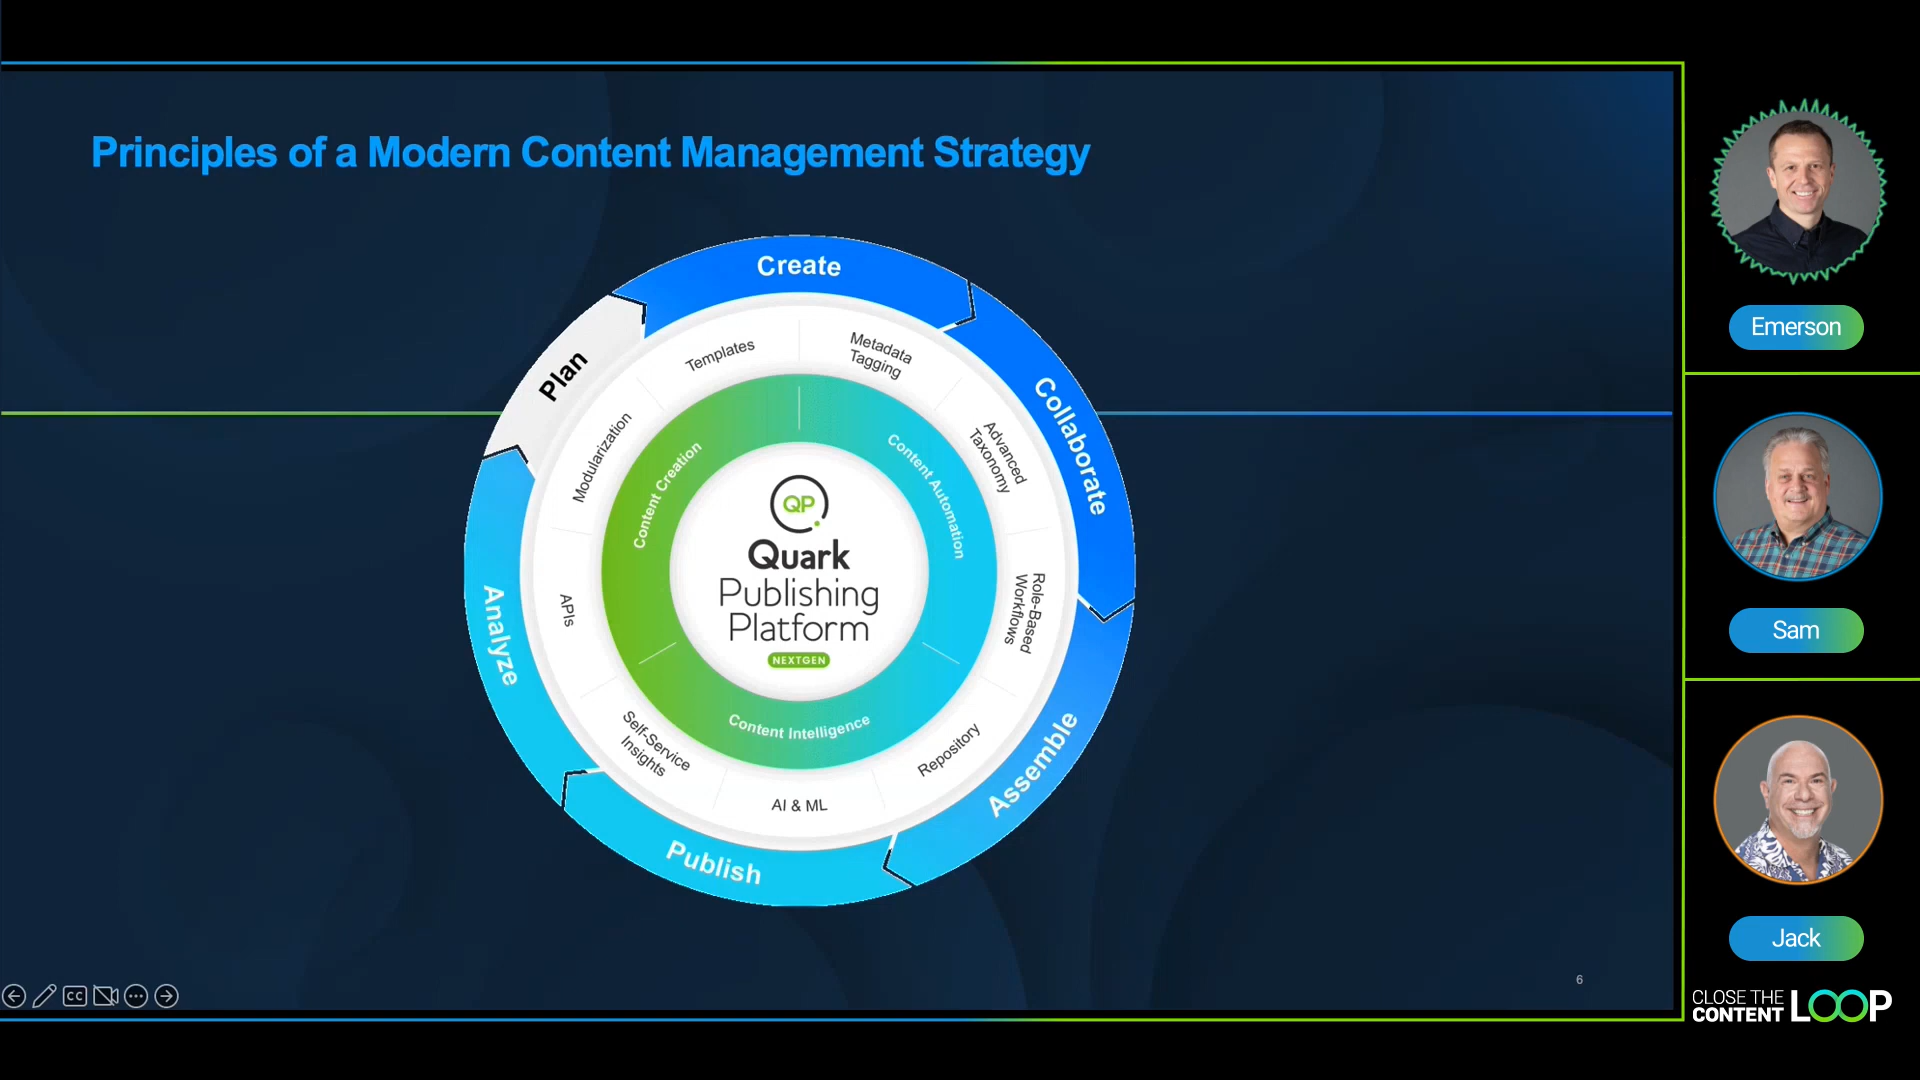 Principles of a Modern Content Management Strategy
Create
Collaborate
Assemble
Publish
Analyze
Plan
Templates
Metadata
Tagging
Advanced
Taxonomy
Role-Based
Workflows
Repository
AI & ML
Self-Service
Insights
APIs
Modularization
Content Creation
Content Automation
Content Intelligence
QP
Quark
Publishing
Platform
NEXTGEN
Emerson
Sam
Jack
6
CC
CLOSE THE
CONTENT LOOP